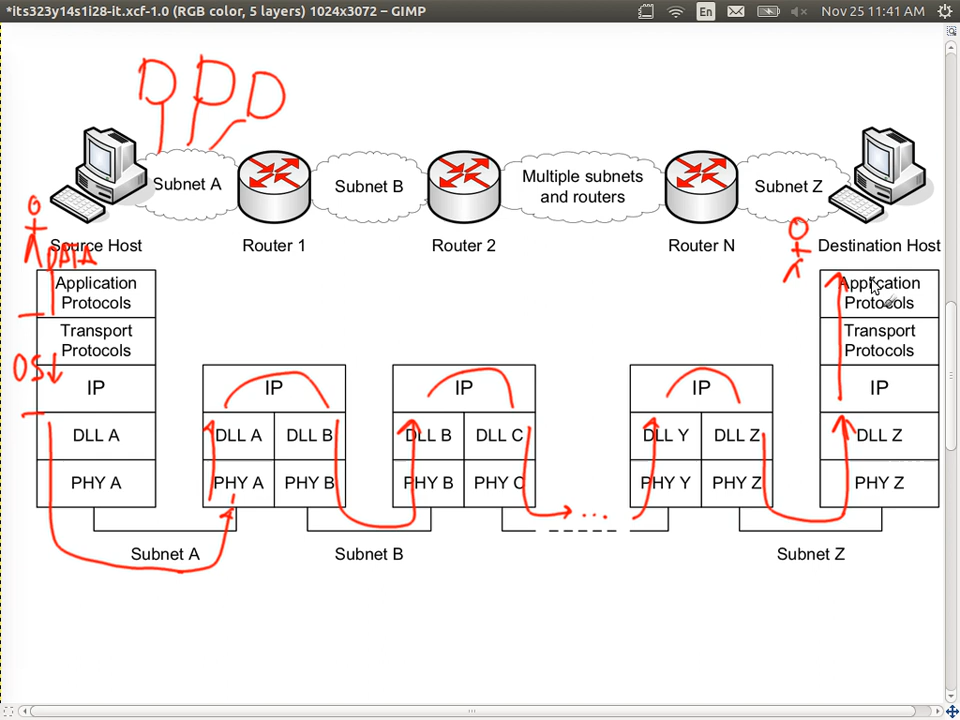 *its323y14s1l28-it.xcf-1.0 (RGB color, 5 layers) 1024x3072 – GIMP
En
Nov 25 11:41 AM
D D D
Subnet A
Subnet B
Multiple subnets
and routers
Subnet Z
Source Host
Router 1
Router 2
Router N
Destination Host
DATA
Application
Protocols
Application
Protocols
Transport
Protocols
Transport
Protocols
OS
IP
IP
IP
IP
IP
DLL A
DLL A
DLL B
DLL B
DLL C
DLL Y
DLL Z
DLL Z
PHY A
PHY A
PHY B
PHY B
PHY C
PHY Y
PHY Z
PHY Z
...
Subnet A
Subnet B
Subnet Z